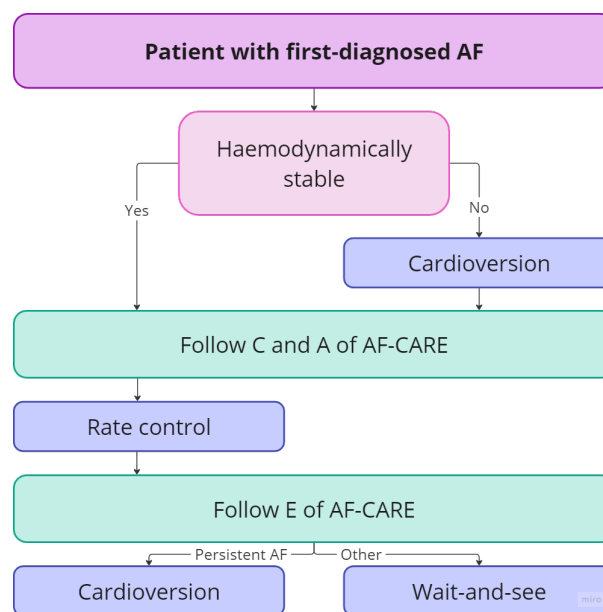 Patient with first-diagnosed AF
Haemodynamically
stable
Yes
No
Cardioversion
Follow C and A of AF-CARE
Rate control
Follow E of AF-CARE
Persistent AF
Other
Cardioversion
Wait-and-see
miro